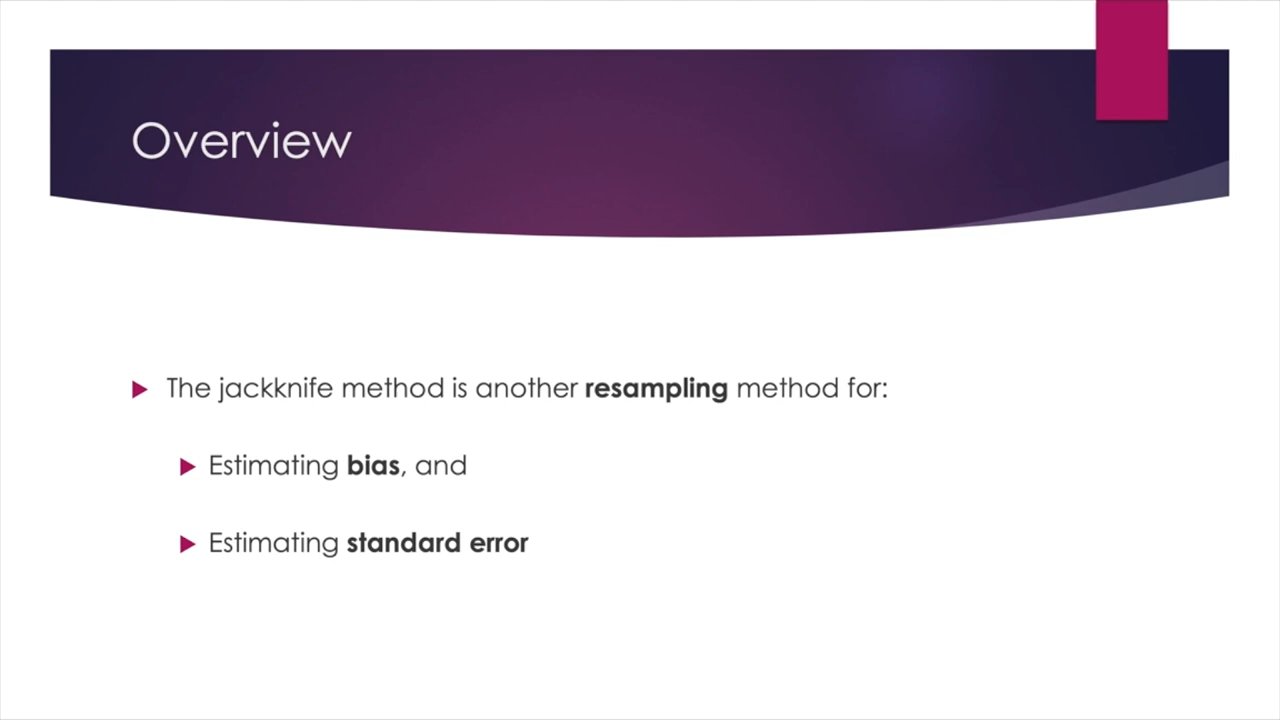 Overview
The jackknife method is another resampling method for:
Estimating bias, and
Estimating standard error